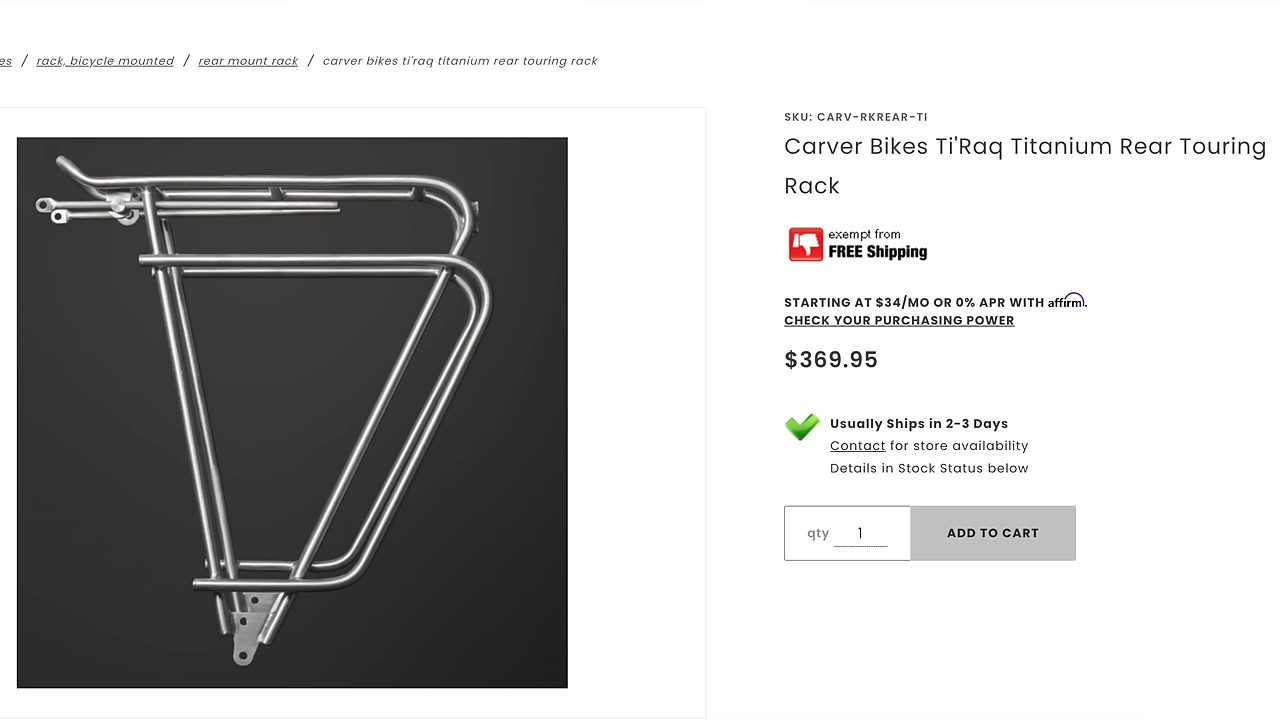 es / rack, bicycle mounted / rear mount rack / carver bikes ti'raq titanium rear touring rack
SKU: CARV-RKREAR-TI
Carver Bikes Ti'Raq Titanium Rear Touring
Rack
exempt from
FREE Shipping
STARTING AT $34/MO OR 0% APR WITH affirm.
CHECK YOUR PURCHASING POWER
$369.95
Usually Ships in 2-3 Days
Contact for store availability
Details in Stock Status below
qty 1 ADD TO CART